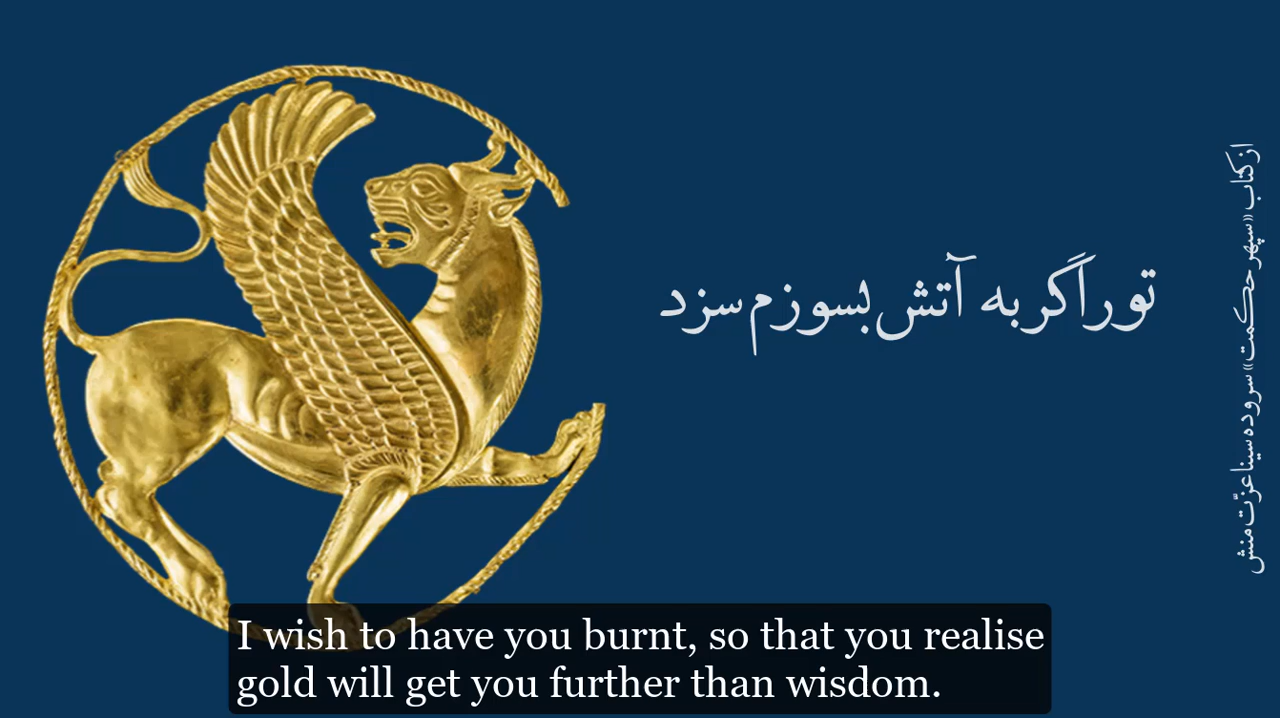 تو را گر به آتش بسوزم سزد
از کتاب «سپهر حکمت» سروده سینا عزّت‌منش
I wish to have you burnt, so that you realise
gold will get you further than wisdom.